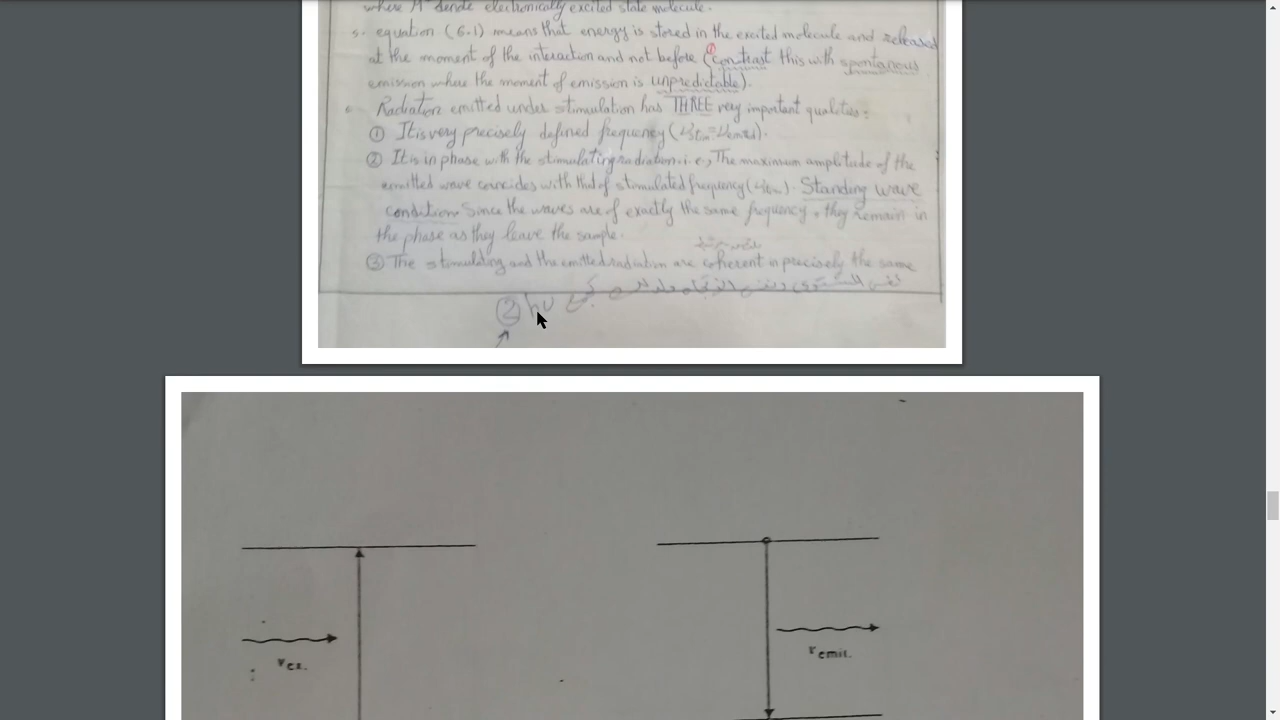 where A* denote electronically excited state molecule.
5. equation (6.1) means that energy is stored in the excited molecule and released
at the moment of the interaction and not before (contrast this with spontanous
emission where the moment of emission is unpredictable).
Radiation emitted under stimulation has THREE very important qualities:
① It is very precisely defined frequency (
② It is in phase with the stimulating radiation i.e., The maximum amplitude of the
emitted wave coincides with that of stimulated frequency Standing wave
condition. Since the waves are of exactly the same frequency, they remain in
the phase as they leave the sample.
③ The stimulating and the emitted radiation are coherent in precisely the same
② hν
νex.
νemit.